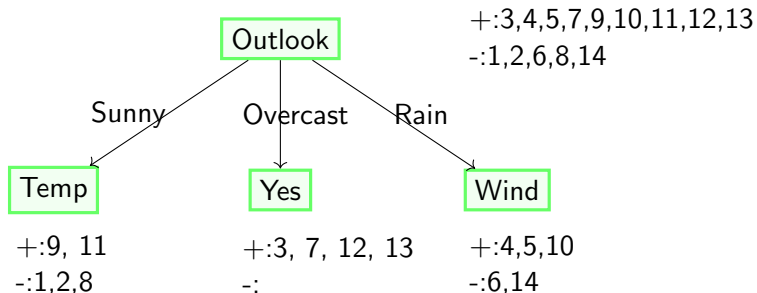 Outlook
+:3,4,5,7,9,10,11,12,13
-:1,2,6,8,14
Sunny
Overcast
Rain
Temp
Yes
Wind
+:9, 11
-:1,2,8
+:3, 7, 12, 13
-:
+:4,5,10
-:6,14